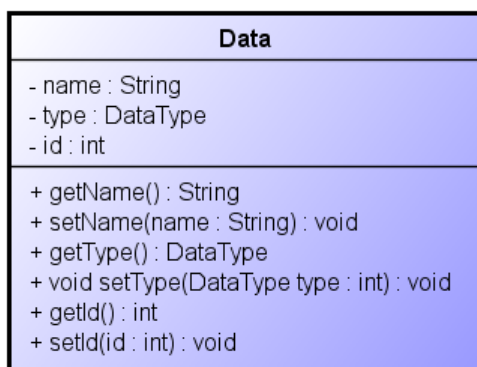 Data
- name : String
- type : DataType
- id : int
+ getName() : String
+ setName(name : String) : void
+ getType() : DataType
+ void setType(DataType type : int) : void
+ getId() : int
+ setId(id : int) : void